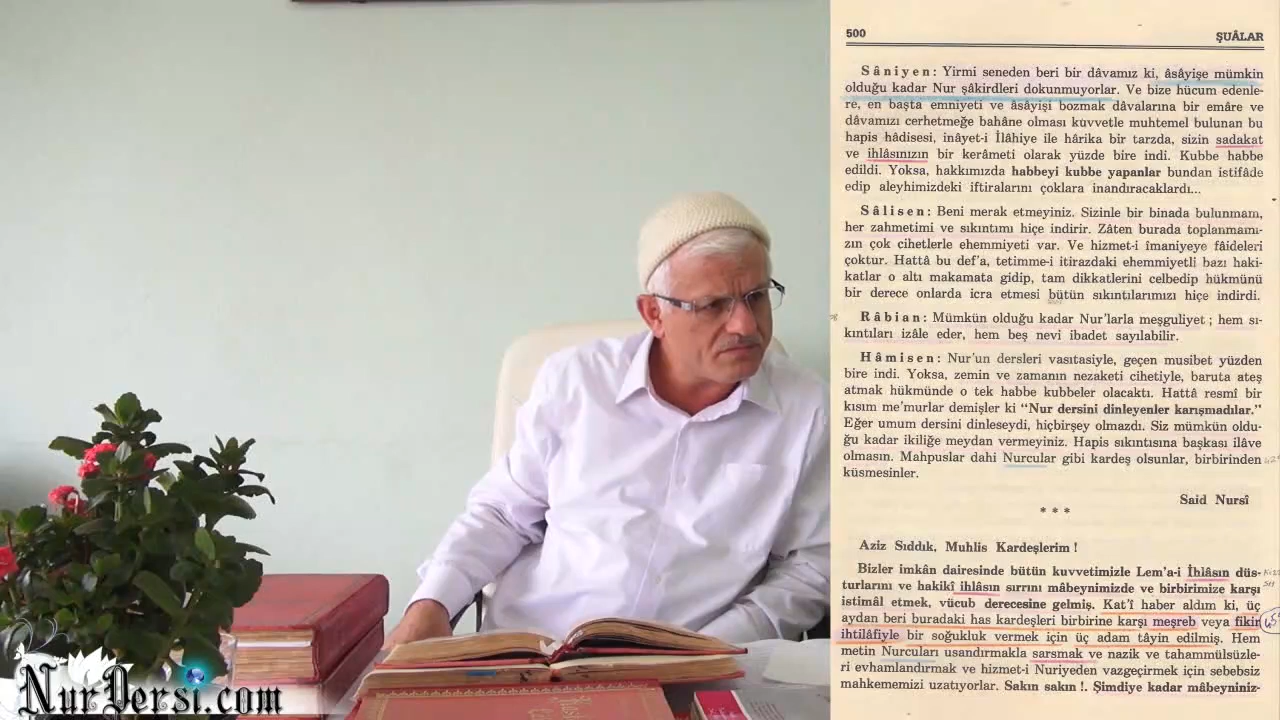 500 ŞUÂLAR
Sâniyen: Yirmi seneden beri bir dâvamız ki, âsâyişe mümkin
olduğu kadar Nur şâkirdleri dokunmuyorlar. Ve bize hücum edenle-
re, en başta emniyeti ve âsâyişi bozmak dâvalarına bir emâre ve
dâvamızı cerhetmeğe bahâne olması kuvvetle muhtemel bulunan bu
hapis hâdisesi, inâyet-i İlâhiye ile hârika bir tarzda, sizin sadakat
ve ihlâsınızın bir kerâmeti olarak yüzde bire indi. Kubbe habbe
edildi. Yoksa, hakkımızda habbeyi kubbe yapanlar bundan istifâde
edip aleyhimizdeki iftiralarını çoklara inandıracaklardı...
Sâlisen: Beni merak etmeyiniz. Sizinle bir binada bulunmam,
her zahmetimi ve sıkıntımı hiçe indirir. Zâten burada toplanmamı-
zın çok cihetlerle ehemmiyeti var. Ve hizmet-i îmaniyeye fâideleri
çoktur. Hattâ bu def'a, tetimme-i itirazdaki ehemmiyetli bazı haki-
katlar o altı makamata gidip, tam dikkatlerini celbedip hükmünü
bir derece onlarda icra etmesi bütün sıkıntılarımızı hiçe indirdi.
Râbian: Mümkün olduğu kadar Nur'larla meşguliyet; hem sı-
kıntıları izâle eder, hem beş nevi ibadet sayılabilir.
Hâmisen: Nur'un dersleri vasıtasiyle, geçen musibet yüzden
bire indi. Yoksa, zemin ve zamanın nezaketi cihetiyle, baruta ateş
atmak hükmünde o tek habbe kubbeler olacaktı. Hattâ resmî bir
kısım me'murlar demişler ki "Nur dersini dinleyenler karışmadılar."
Eğer umum dersini dinleseydi, hiçbirşey olmazdı. Siz mümkün oldu-
ğu kadar ikiliğe meydan vermeyiniz. Hapis sıkıntısına başkası ilâve
olmasın. Mahpuslar dahi Nurcular gibi kardeş olsunlar, birbirinden
küsmesinler.
Said Nursî
* * *
Aziz Sıddık, Muhlis Kardeşlerim!
Bizler imkân dairesinde bütün kuvvetimizle Lem'a-i İhlâsın düs-
turlarını ve hakikî ihlâsın sırrını mâbeynimizde ve birbirimize karşı
istimâl etmek, vücub derecesine gelmiş. Kat'î haber aldım ki, üç
aydan beri buradaki has kardeşleri birbirine karşı meşreb veya fikir
ihtilâfiyle bir soğukluk vermek için üç adam tâyin edilmiş. Hem
metin Nurcuları usandırmakla sarsmak ve nazik ve tahammülsüzle-
ri evhamlandırmak ve hizmet-i Nuriyeden vazgeçirmek için sebebsiz
mahkememizi uzatıyorlar. Sakın sakın!. Şimdiye kadar mâbeyniniz-
NurDersi.com